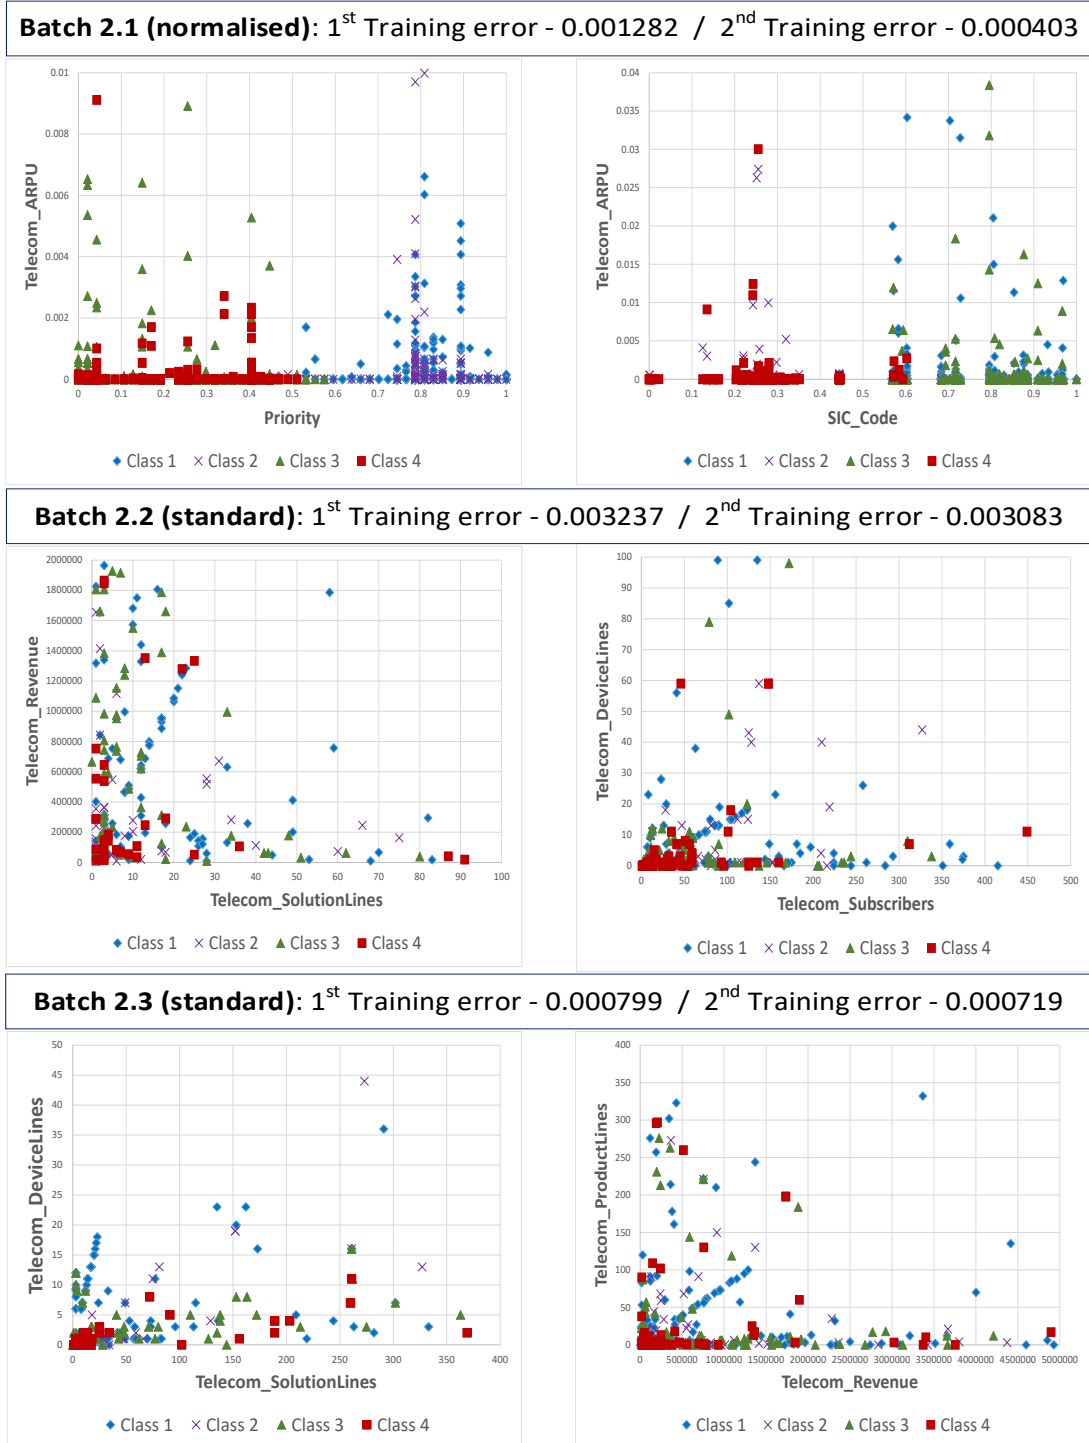 Batch 2.1 (normalised): 1st Training error - 0.001282 / 2nd Training error - 0.000403
0.01
0.008
0.006
0.004
0.002
0
Telecom_ARPU
0 0.1 0.2 0.3 0.4 0.5 0.6 0.7 0.8 0.9 1
Priority
Class 1 Class 2 Class 3 Class 4
0.04
0.035
0.03
0.025
0.02
0.015
0.01
0.005
0
Telecom_ARPU
0 0.1 0.2 0.3 0.4 0.5 0.6 0.7 0.8 0.9 1
SIC_Code
Class 1 Class 2 Class 3 Class 4
Batch 2.2 (standard): 1st Training error - 0.003237 / 2nd Training error - 0.003083
2000000
1800000
1600000
1400000
1200000
1000000
800000
600000
400000
200000
0
Telecom_Revenue
0 10 20 30 40 50 60 70 80 90 100
Telecom_SolutionLines
Class 1 Class 2 Class 3 Class 4
100
90
80
70
60
50
40
30
20
10
0
Telecom_DeviceLines
0 50 100 150 200 250 300 350 400 450 500
Telecom_Subscribers
Class 1 Class 2 Class 3 Class 4
Batch 2.3 (standard): 1st Training error - 0.000799 / 2nd Training error - 0.000719
50
45
40
35
30
25
20
15
10
5
0
Telecom_DeviceLines
0 50 100 150 200 250 300 350 400
Telecom_SolutionLines
Class 1 Class 2 Class 3 Class 4
400
350
300
250
200
150
100
50
0
Telecom_ProductLines
0 500000 1000000 1500000 2000000 2500000 3000000 3500000 4000000 4500000 5000000
Telecom_Revenue
Class 1 Class 2 Class 3 Class 4